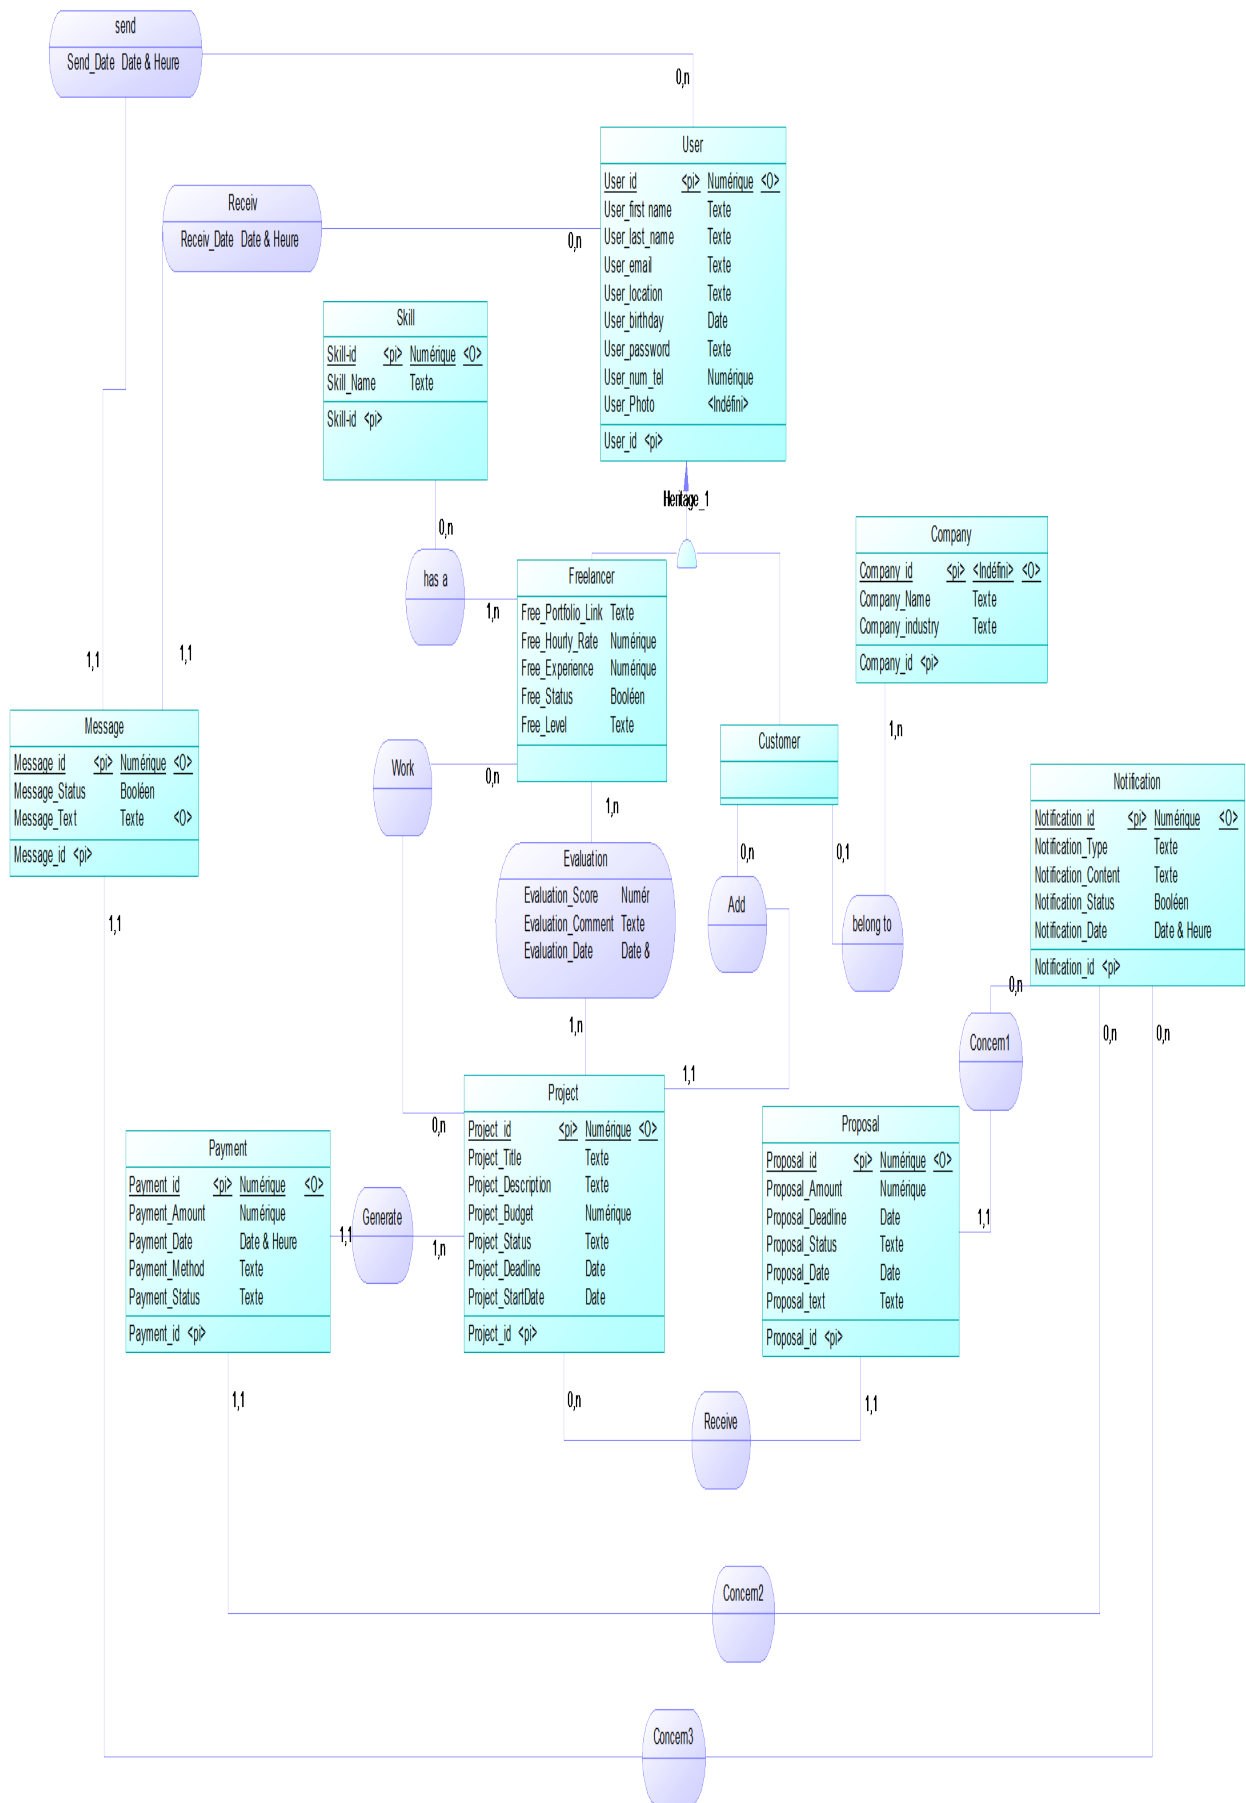 send
Send_Date Date & Heure
0,n
User
User_id <pi> Numérique <O>
User_first name Texte
User_last_name Texte
User_email Texte
User_location Texte
User_birthday Date
User_password Texte
User_num_tel Numérique
User_Photo <Indéfini>
User_id <pi>
Receiv
Receiv_Date Date & Heure
0,n
Skill
Skill-id <pi> Numérique <O>
Skill_Name Texte
Skill-id <pi>
Heritage_1
0,n
has a
1,n
Freelancer
Free_Portfolio_Link Texte
Free_Hourly_Rate Numérique
Free_Experience Numérique
Free_Status Booléen
Free_Level Texte
Company
Company_id <pi> <Indéfini> <O>
Company_Name Texte
Company_industry Texte
Company_id <pi>
1,1
1,1
1,n
Message
Message_id <pi> Numérique <O>
Message_Status Booléen
Message_Text Texte <O>
Message_id <pi>
Customer
Work
0,n
1,n
Notification
Notification_id <pi> Numérique <O>
Notification_Type Texte
Notification_Content Texte
Notification_Status Booléen
Notification_Date Date & Heure
Notification_id <pi>
Evaluation
Evaluation_Score Numér
Evaluation_Comment Texte
Evaluation_Date Date &
0,n
0,1
Add
belong to
1,1
0,n
0,n
0,n
1,n
Concern1
1,1
0,n
Project
Project_id <pi> Numérique <O>
Project_Title Texte
Project_Description Texte
Project_Budget Numérique
Project_Status Texte
Project_Deadline Date
Project_StartDate Date
Project_id <pi>
Payment
Payment_id <pi> Numérique <O>
Payment_Amount Numérique
Payment_Date Date & Heure
Payment_Method Texte
Payment_Status Texte
Payment_id <pi>
Generate
1,1
1,n
Proposal
Proposal_id <pi> Numérique <O>
Proposal_Amount Numérique
Proposal_Deadline Date
Proposal_Status Texte
Proposal_Date Date
Proposal_text Texte
Proposal_id <pi>
1,1
1,1
0,n
Receive
1,1
Concern2
Concern3